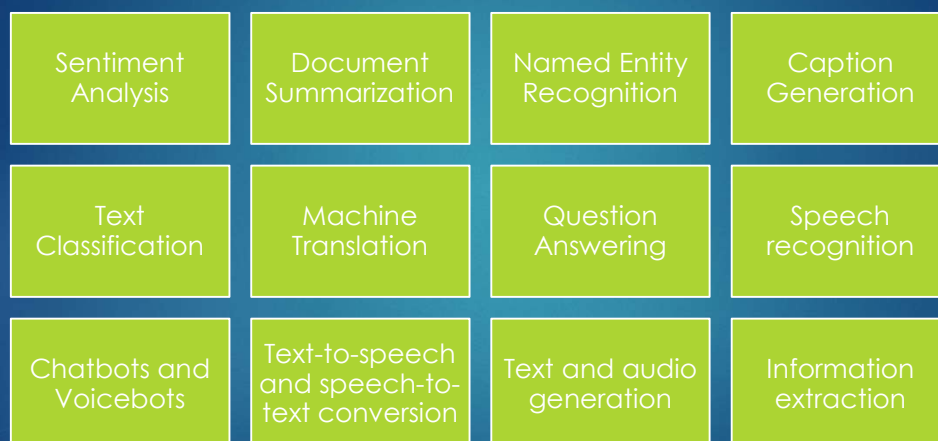 Sentiment
Analysis
Document
Summarization
Named Entity
Recognition
Caption
Generation
Text
Classification
Machine
Translation
Question
Answering
Speech
recognition
Chatbots and
Voicebots
Text-to-speech
and speech-to-
text conversion
Text and audio
generation
Information
extraction